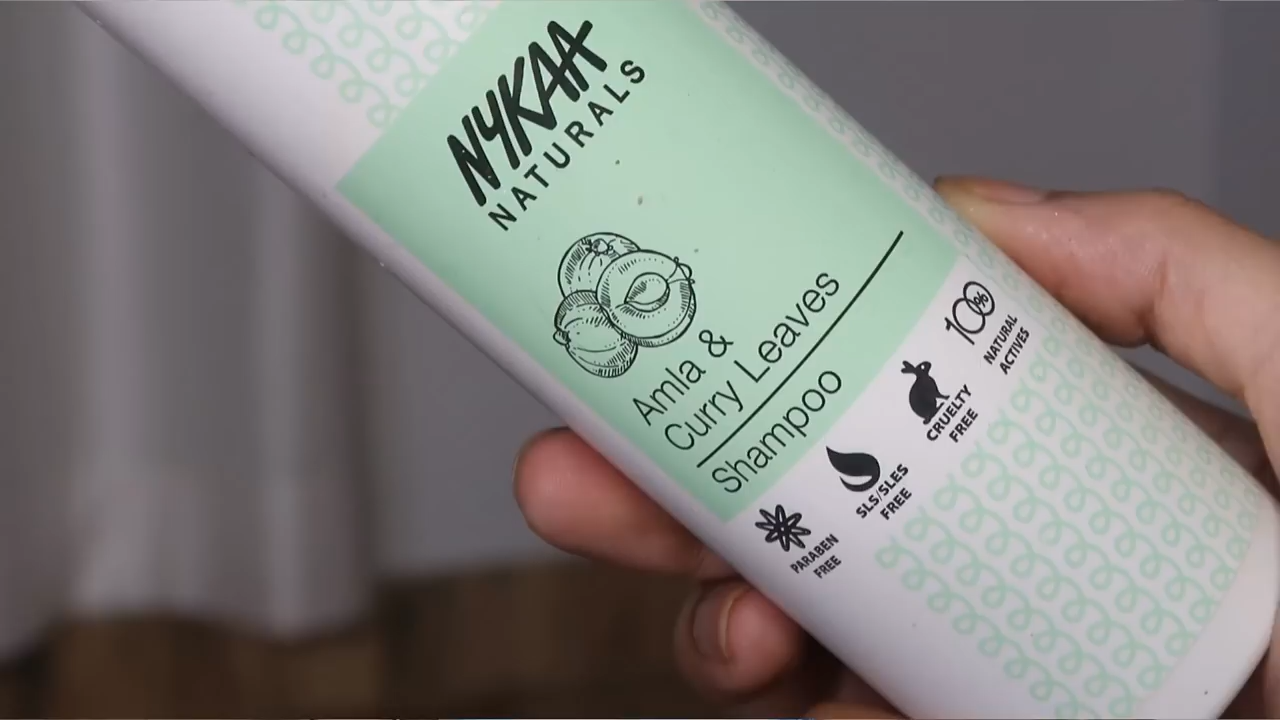 NYKAA
NATURALS
Amla &
Curry Leaves
Shampoo
PARABEN
FREE
SLS/SLES
FREE
CRUELTY
FREE
100%
NATURAL
ACTIVES